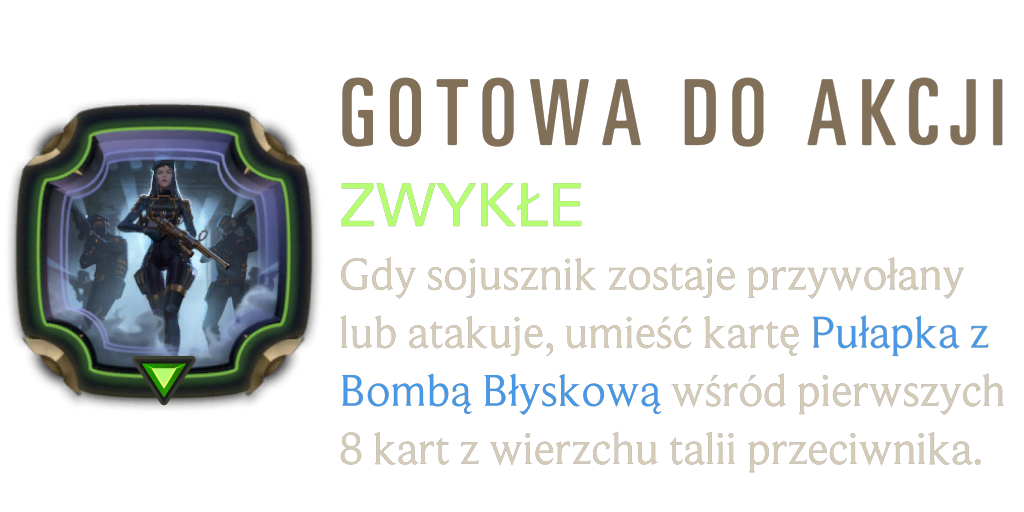 GOTOWA DO AKCJI
ZWYKŁE
Gdy sojusznik zostaje przywołany
lub atakuje, umieść kartę Pułapka z
Bombą Błyskową wśród pierwszych
8 kart z wierzchu talii przeciwnika.